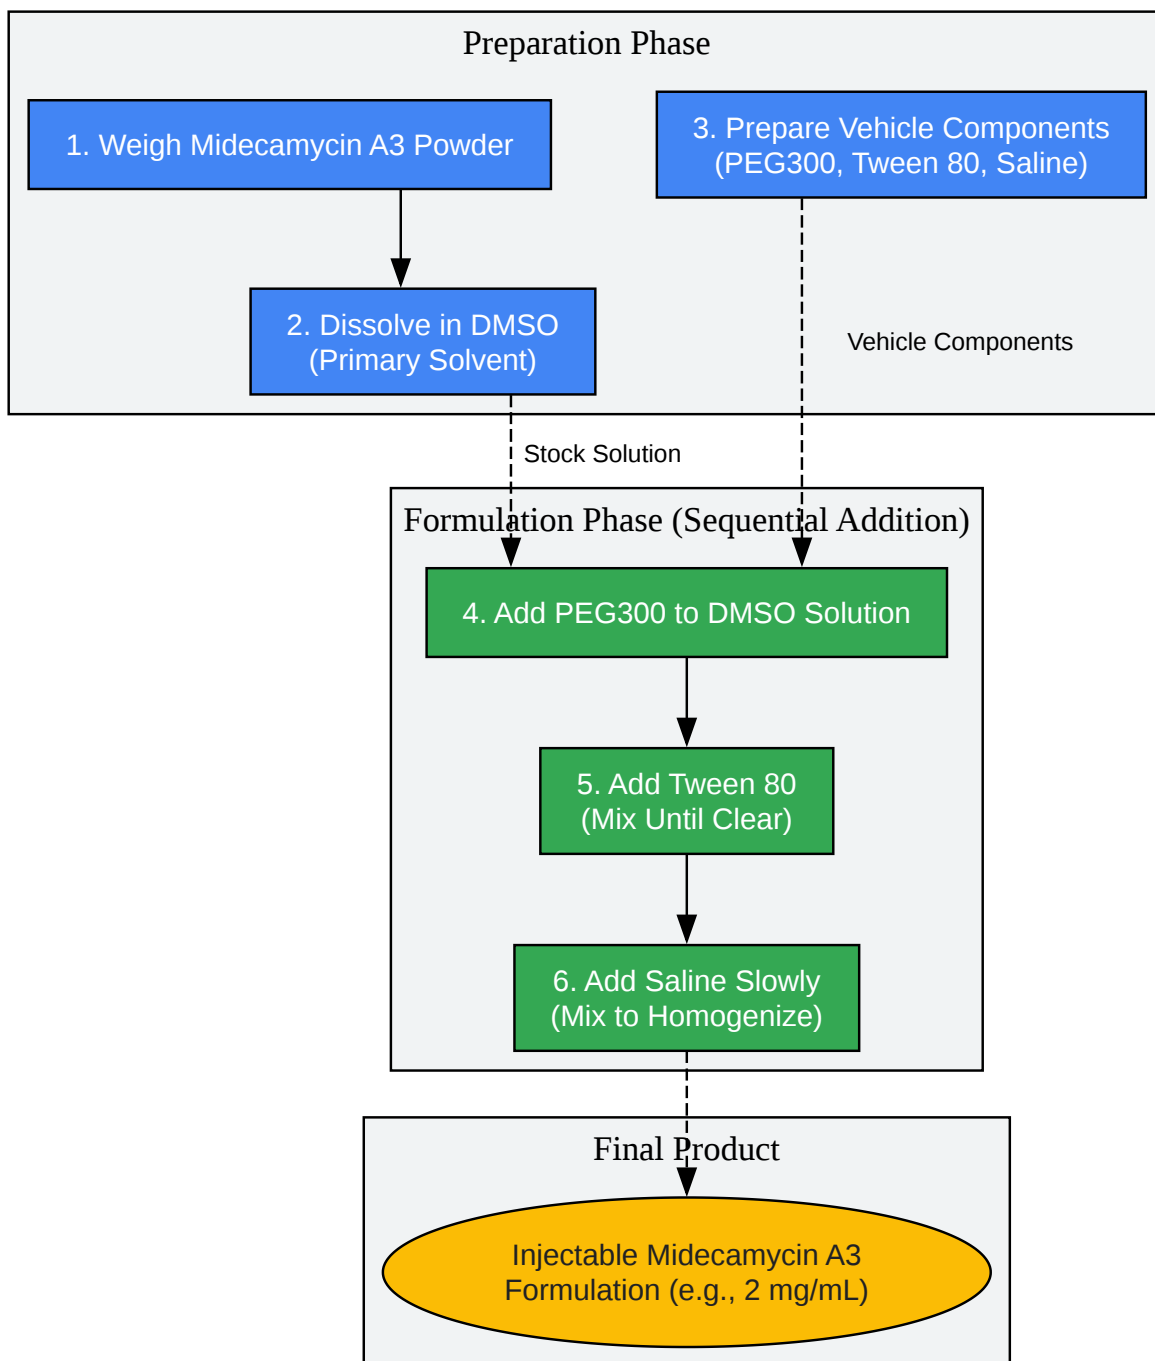 Preparation Phase
1. Weigh Midecamycin A3 Powder
3. Prepare Vehicle Components
(PEG300, Tween 80, Saline)
2. Dissolve in DMSO
(Primary Solvent)
Vehicle Components
Stock Solution
Formulation Phase (Sequential Addition)
4. Add PEG300 to DMSO Solution
5. Add Tween 80
(Mix Until Clear)
6. Add Saline Slowly
(Mix to Homogenize)
Final Product
Injectable Midecamycin A3
Formulation (e.g., 2 mg/mL)